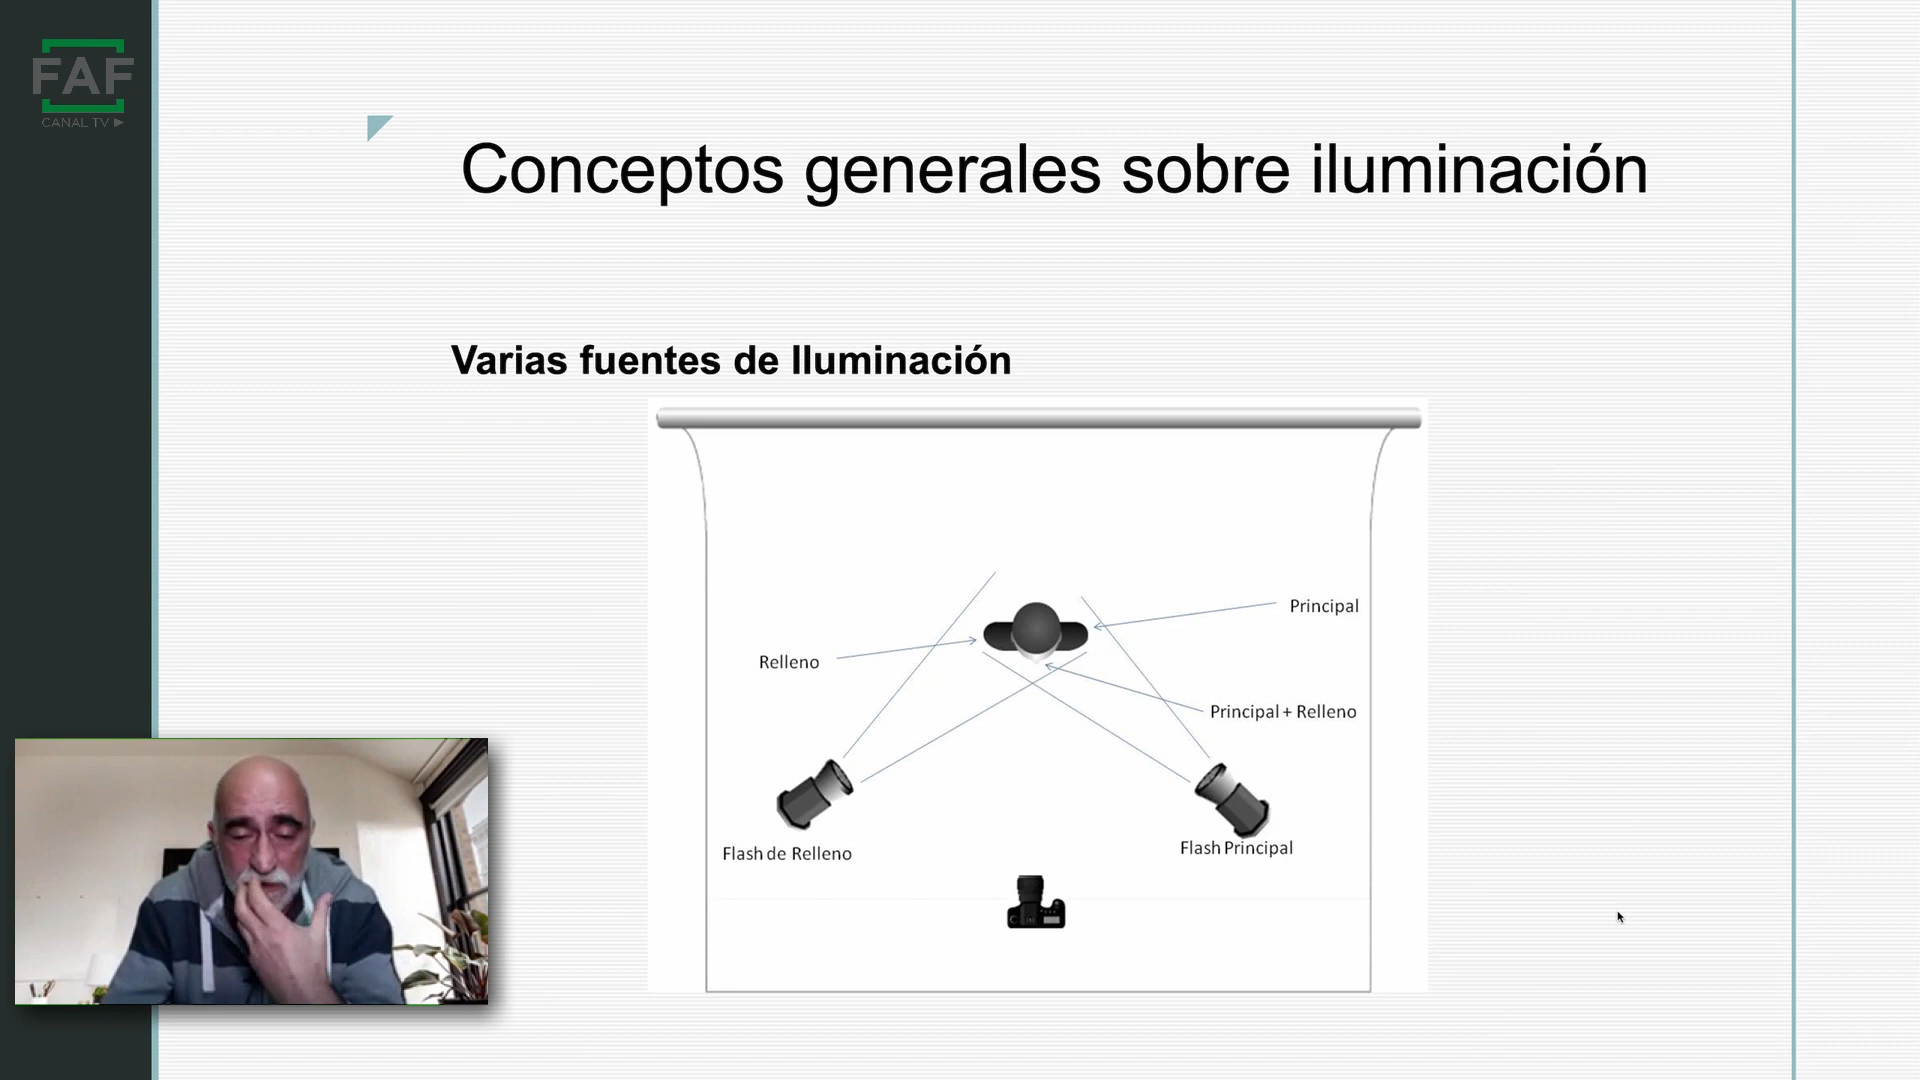 FAF
CANAL TV
Conceptos generales sobre iluminación
Varias fuentes de Iluminación
Principal
Relleno
Principal + Relleno
Flash de Relleno
Flash Principal